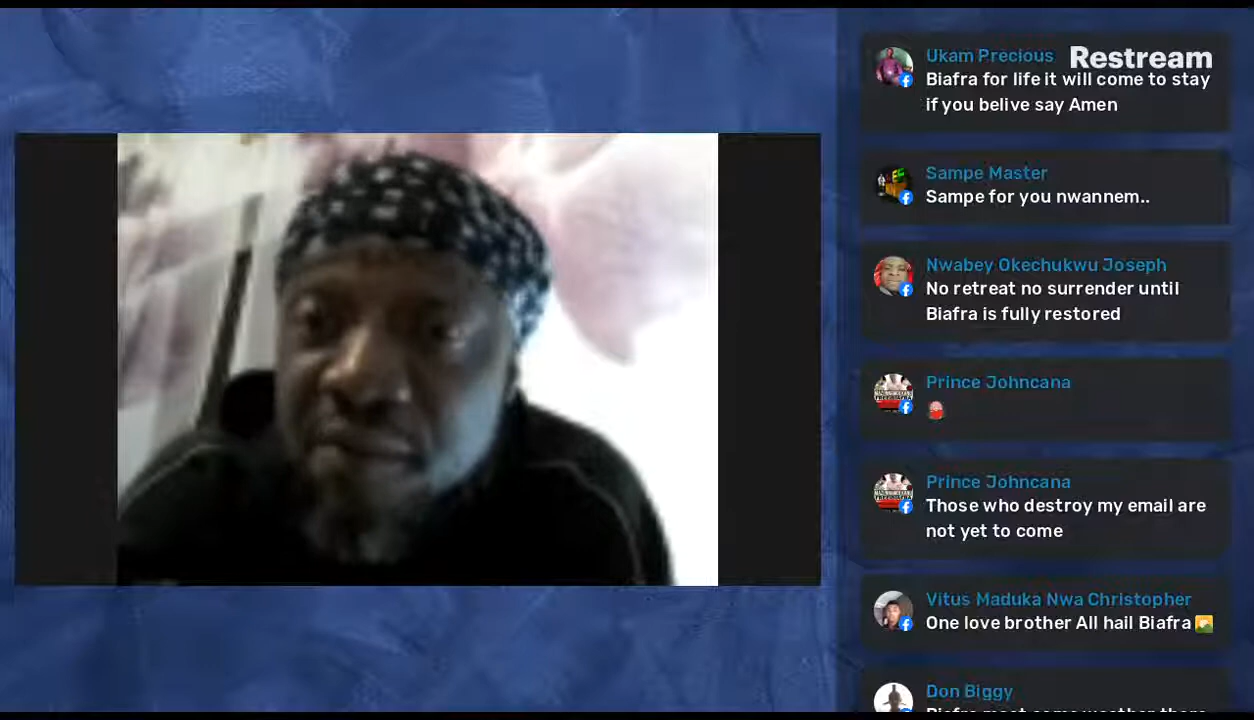 Ukam Precious
Restream
Biafra for life it will come to stay
if you belive say Amen
Sampe Master
Sampe for you nwannem..
Nwabey Okechukwu Joseph
No retreat no surrender until
Biafra is fully restored
Prince Johncana
Prince Johncana
Those who destroy my email are
not yet to come
Vitus Maduka Nwa Christopher
One love brother All hail Biafra
Don Biggy